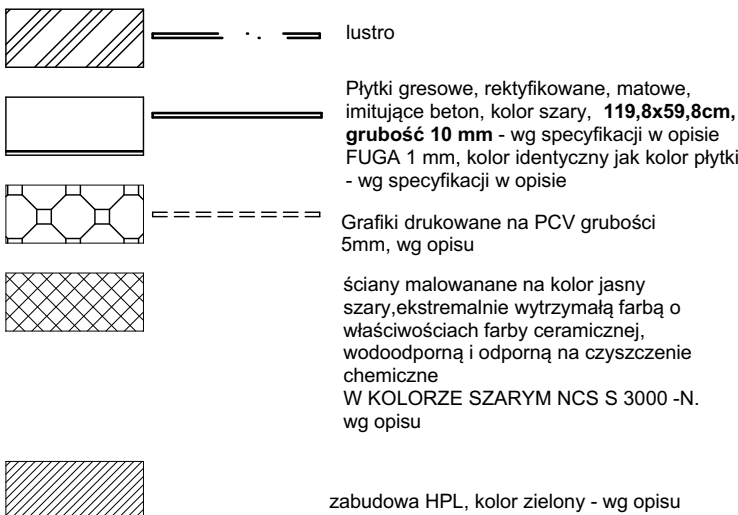 lustro
Płytki gresowe, rektyfikowane, matowe,
imitujące beton, kolor szary, 119,8x59,8cm,
grubość 10 mm - wg specyfikacji w opisie
FUGA 1 mm, kolor identyczny jak kolor płytki
- wg specyfikacji w opisie
Grafiki drukowane na PCV grubości
5mm, wg opisu
ściany malowanane na kolor jasny
szary,ekstremalnie wytrzymałą farbą o
właściwościach farby ceramicznej,
wodoodporną i odporną na czyszczenie
chemiczne
W KOLORZE SZARYM NCS S 3000 -N.
wg opisu
zabudowa HPL, kolor zielony - wg opisu